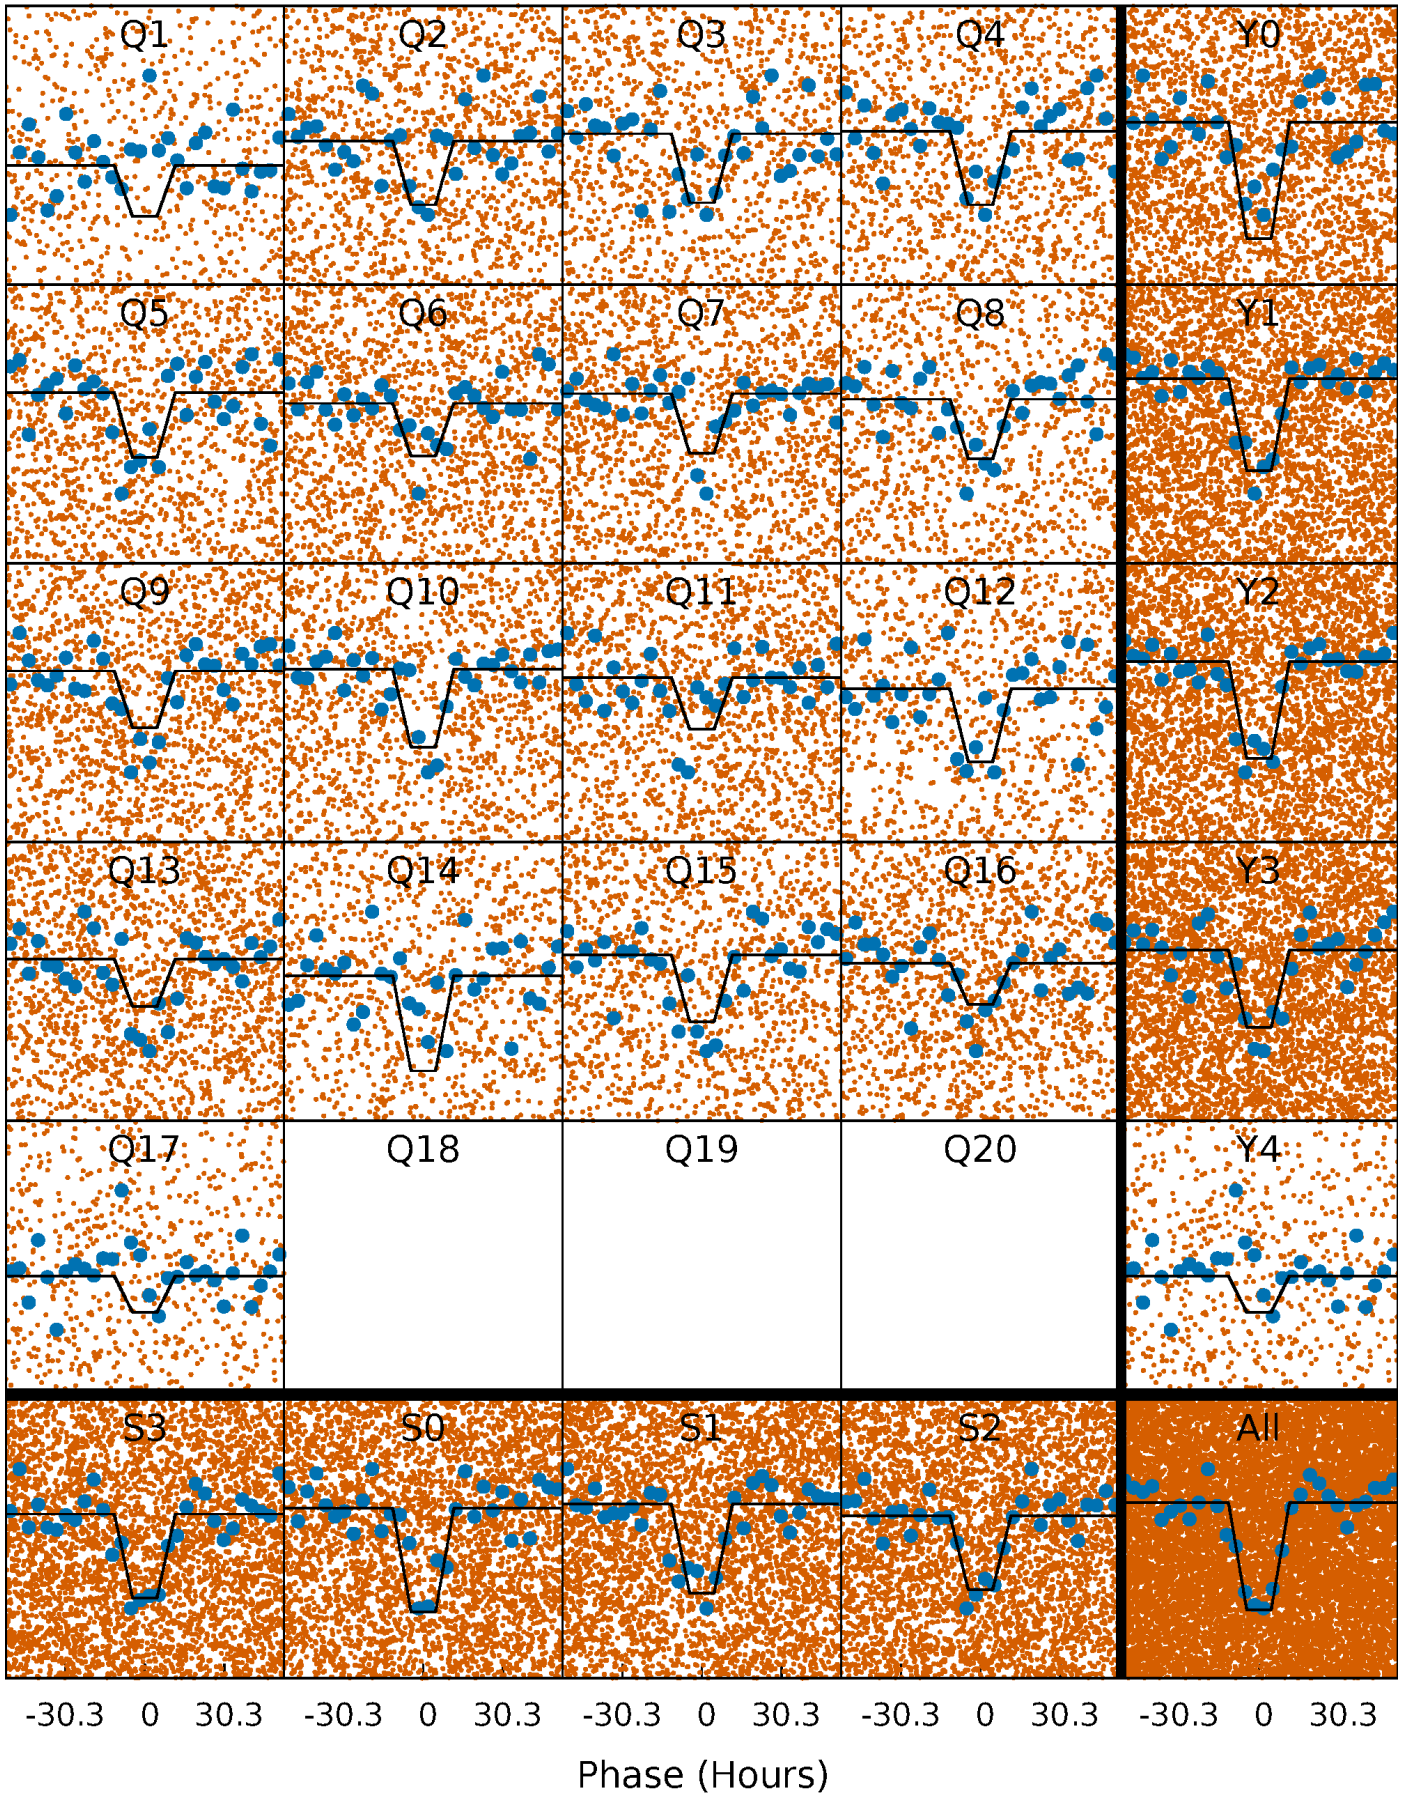 Q1 Q2 Q3 Q4 Y0
Q5 Q6 Q7 Q8 Y1
Q9 Q10 Q11 Q12 Y2
Q13 Q14 Q15 Q16 Y3
Q17 Q18 Q19 Q20 Y4
S3 S0 S1 S2 All
-30.3 0 30.3 -30.3 0 30.3 -30.3 0 30.3 -30.3 0 30.3 -30.3 0 30.3
Phase (Hours)